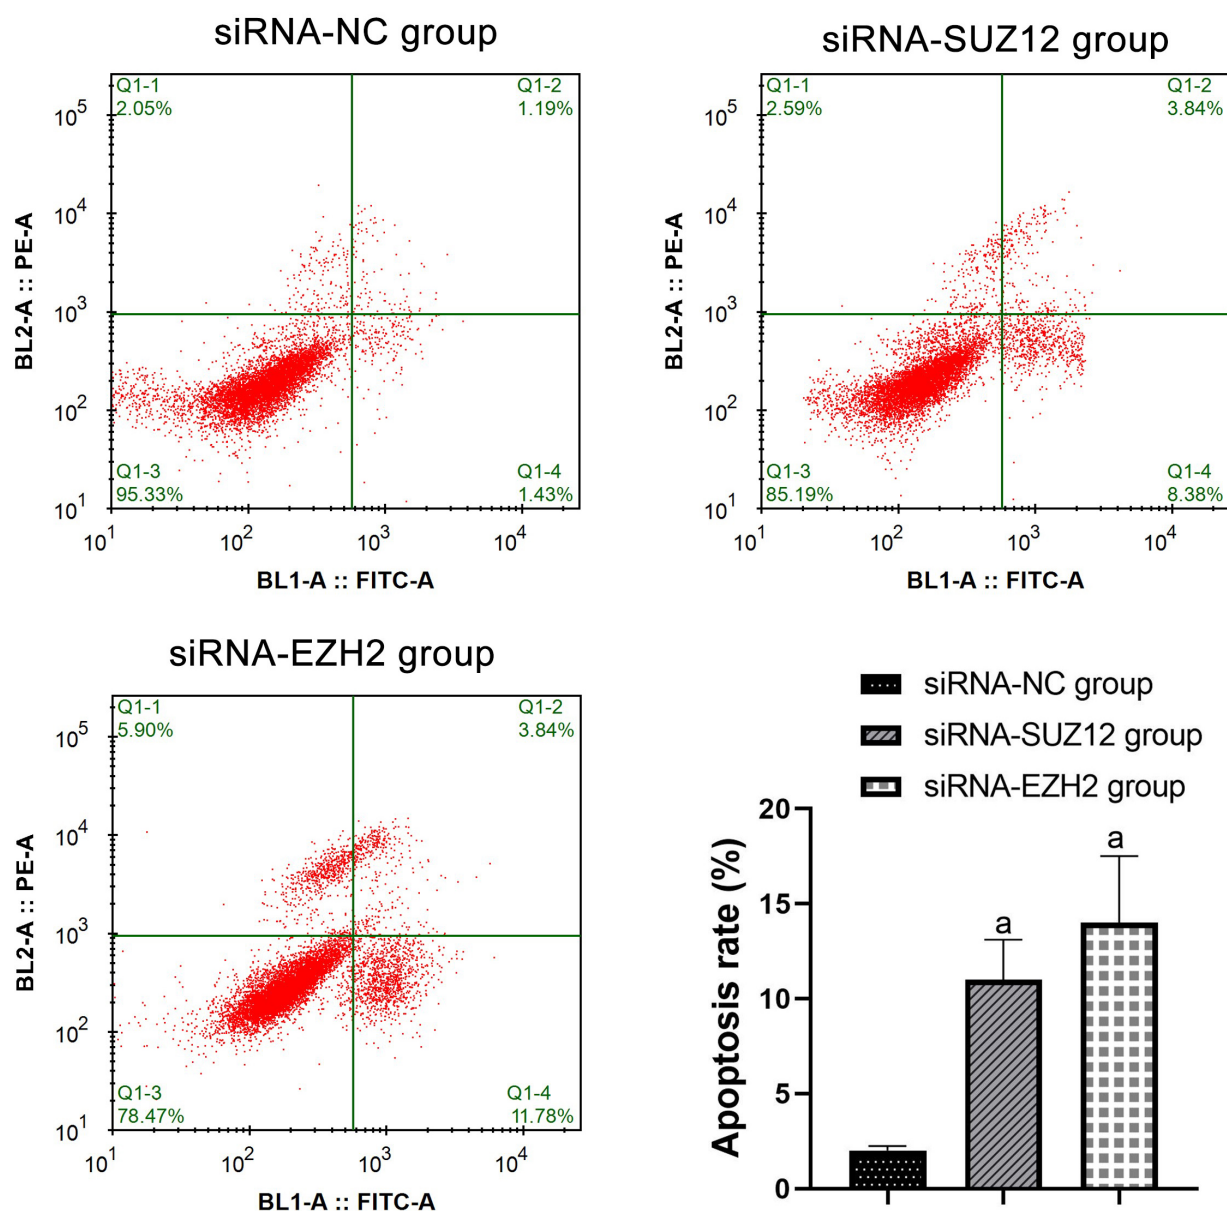 siRNA-NC group
Q1-1
2.05%
Q1-2
1.19%
10^5
10^4
10^3
10^2
10^1
BL2-A :: PE-A
Q1-3
95.33%
Q1-4
1.43%
10^1 10^2 10^3 10^4
BL1-A :: FITC-A
siRNA-SUZ12 group
Q1-1
2.59%
Q1-2
3.84%
10^5
10^4
10^3
10^2
10^1
BL2-A :: PE-A
Q1-3
85.19%
Q1-4
8.38%
10^1 10^2 10^3 10^4
BL1-A :: FITC-A
siRNA-EZH2 group
Q1-1
5.90%
Q1-2
3.84%
10^5
10^4
10^3
10^2
10^1
BL2-A :: PE-A
Q1-3
78.47%
Q1-4
11.78%
10^1 10^2 10^3 10^4
BL1-A :: FITC-A
siRNA-NC group
siRNA-SUZ12 group
siRNA-EZH2 group
20
15
10
5
0
Apoptosis rate (%)
a
a